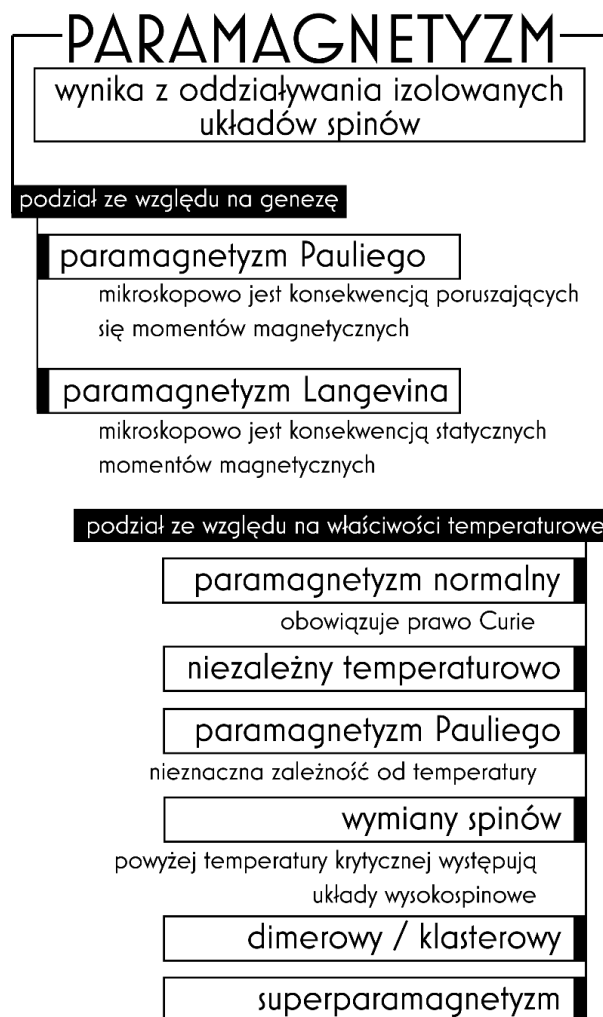 PARAMAGNETYZM
wynika z oddziaływania izolowanych
układów spinów
podział ze względu na genezę
paramagnetyzm Pauliego
mikroskopowo jest konsekwencją poruszających
się momentów magnetycznych
paramagnetyzm Langevina
mikroskopowo jest konsekwencją statycznych
momentów magnetycznych
podział ze względu na właściwości temperaturowe
paramagnetyzm normalny
obowiązuje prawo Curie
niezależny temperaturowo
paramagnetyzm Pauliego
nieznaczna zależność od temperatury
wymiany spinów
powyżej temperatury krytycznej występują
układy wysokospinowe
dimerowy / klasterowy
superparamagnetyzm